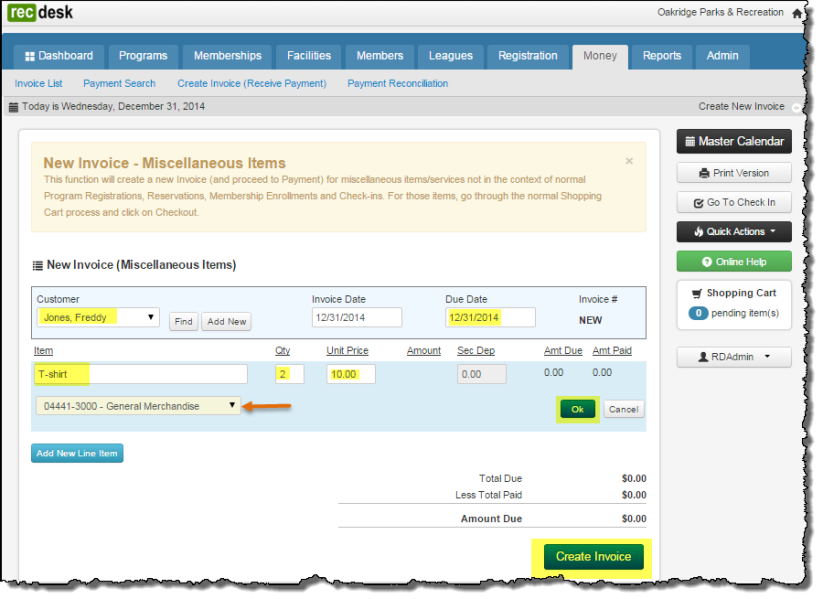 rec desk
Oakridge Parks & Recreation
Dashboard Programs Memberships Facilities Members Leagues Registration Money Reports Admin
Invoice List Payment Search Create Invoice (Receive Payment) Payment Reconciliation
Today is Wednesday, December 31, 2014 Create New Invoice
New Invoice - Miscellaneous Items ×
This function will create a new Invoice (and proceed to Payment) for miscellaneous items/services not in the context of normal
Program Registrations, Reservations, Membership Enrollments and Check-ins. For those items, go through the normal Shopping
Cart process and click on Checkout.
Master Calendar
Print Version
Go To Check In
Quick Actions
Online Help
Shopping Cart
0 pending item(s)
RDAdmin
New Invoice (Miscellaneous Items)
Customer Invoice Date Due Date Invoice #
Jones, Freddy Find Add New 12/31/2014 12/31/2014 NEW
Item Qty Unit Price Amount Sec Dep Amt Due Amt Paid
T-shirt 2 10.00 0.00 0.00 0.00
04441-3000 - General Merchandise Ok Cancel
Add New Line Item
Total Due $0.00
Less Total Paid $0.00
Amount Due $0.00
Create Invoice